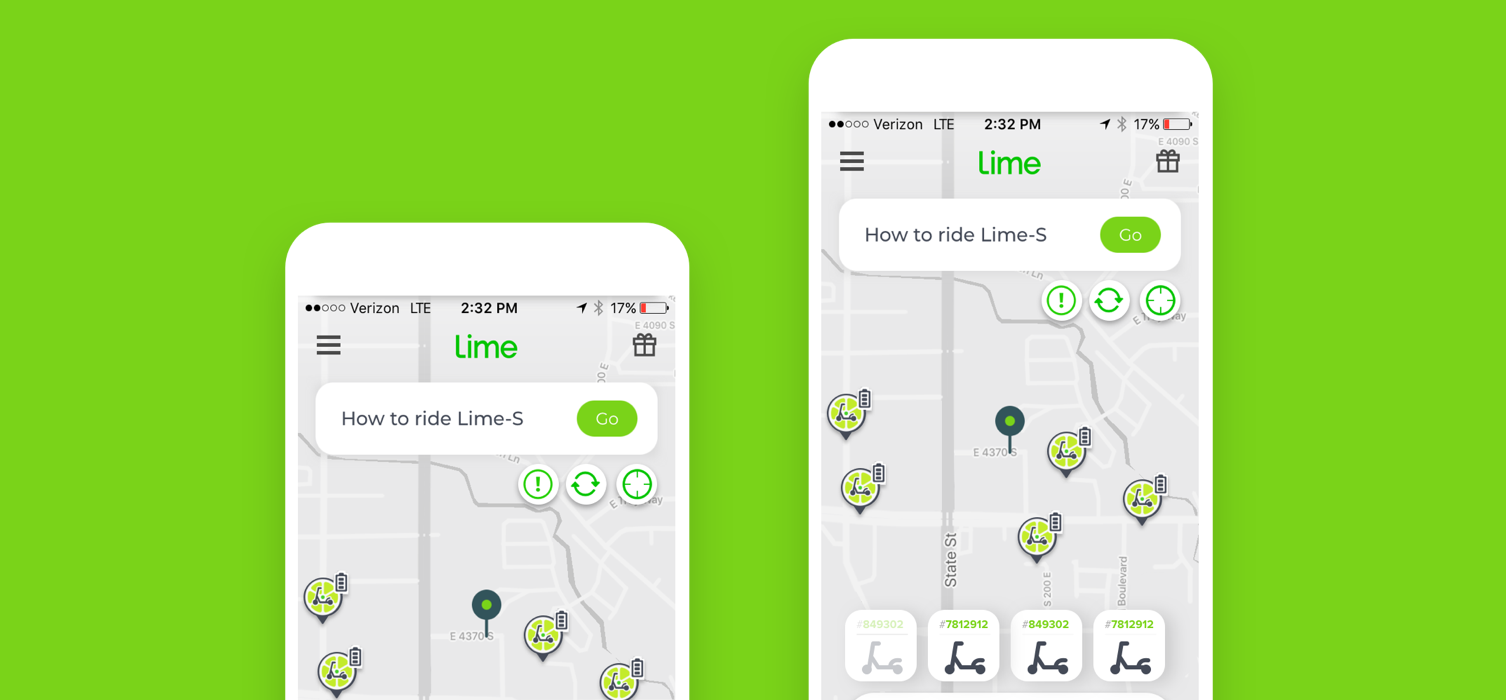 Verizon LTE 2:32 PM 17%
E 4090 S
lime
How to ride Lime-S Go
E 4370 S
Verizon LTE 2:32 PM 17%
E 4090 S
lime
How to ride Lime-S Go
E 4370 S
State St
S 200 E
Boulevard
#849302 #7812912 #849302 #7812912